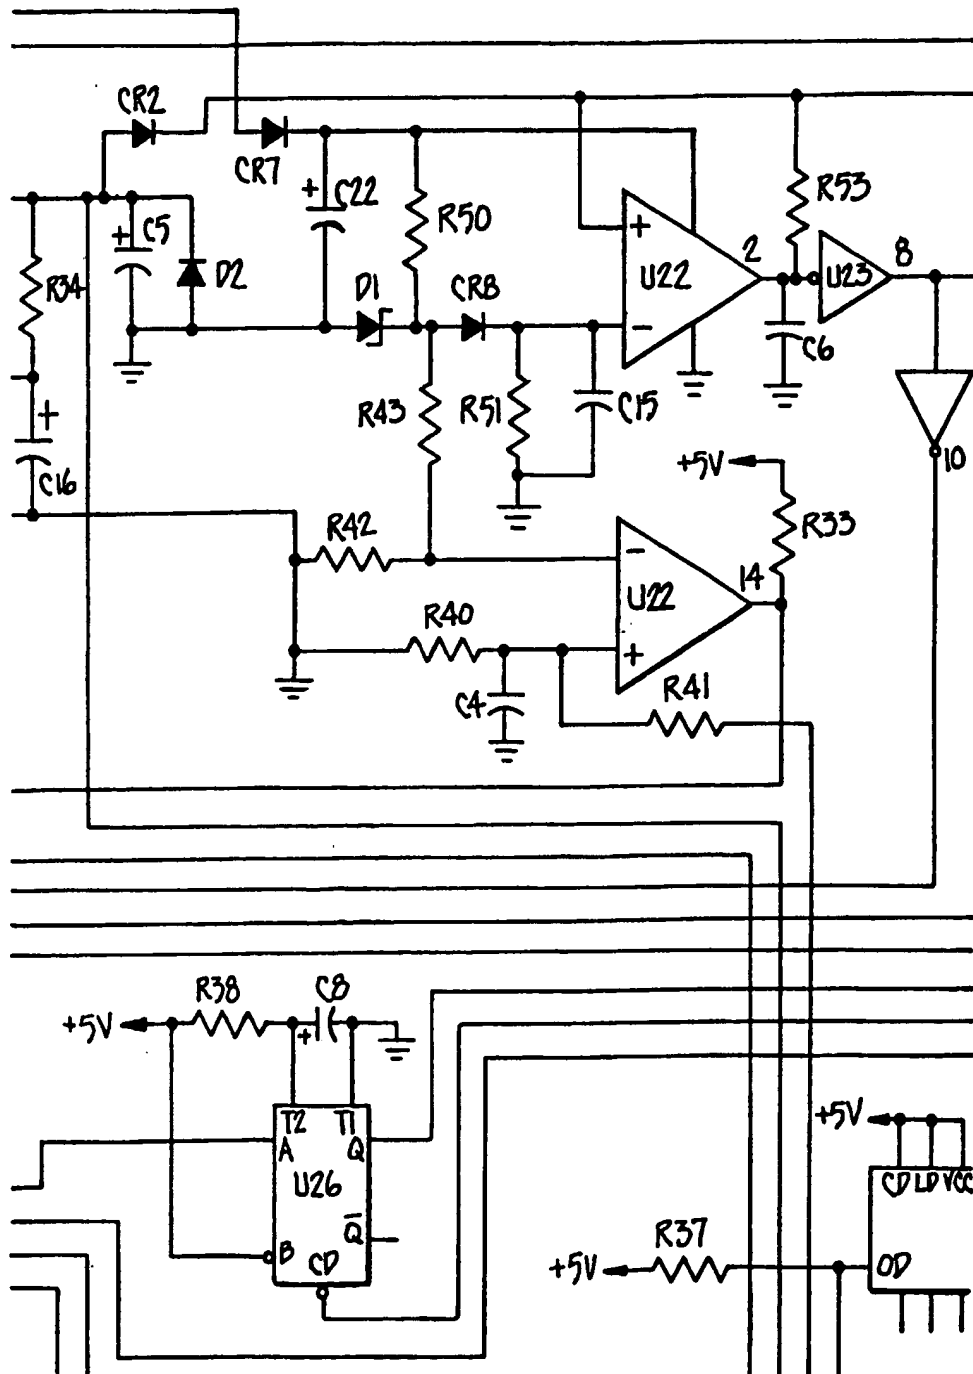 CR2
CR7
+ C22
R50
R53
+ C5
D2
R34
D1
CR8
+
U22
-
2
U23
8
C6
R43
R51
C15
+
C16
+5V
10
R33
R42
-
U22
+
14
R40
C4
R41
R38
C8
+5V
+
T2 T1
A Q
U26
Q̅
B
CD
+5V
CD LD VCC
R37
+5V
OD